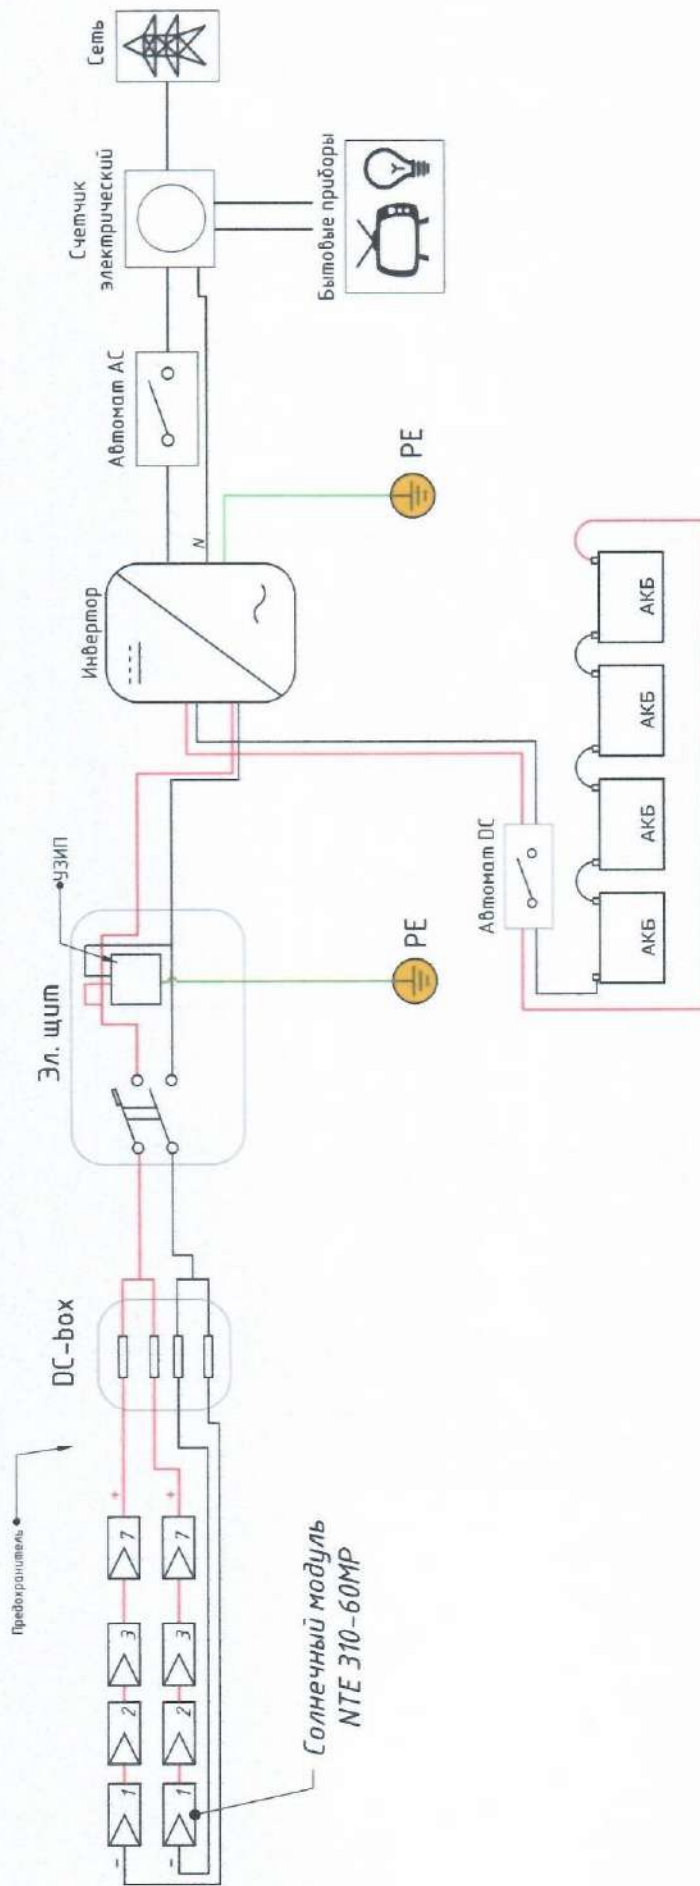 Предохранитель
DC-box
Эл. щит
УЗИП
Инвертор
Автомат AC
Счетчик
электрический
Сеть
-
1
2
3
7
+
-
1
2
3
7
+
N
Солнечный модуль
NTE 310-60MP
PE
PE
Бытовые приборы
Автомат DC
АКБ
АКБ
АКБ
АКБ